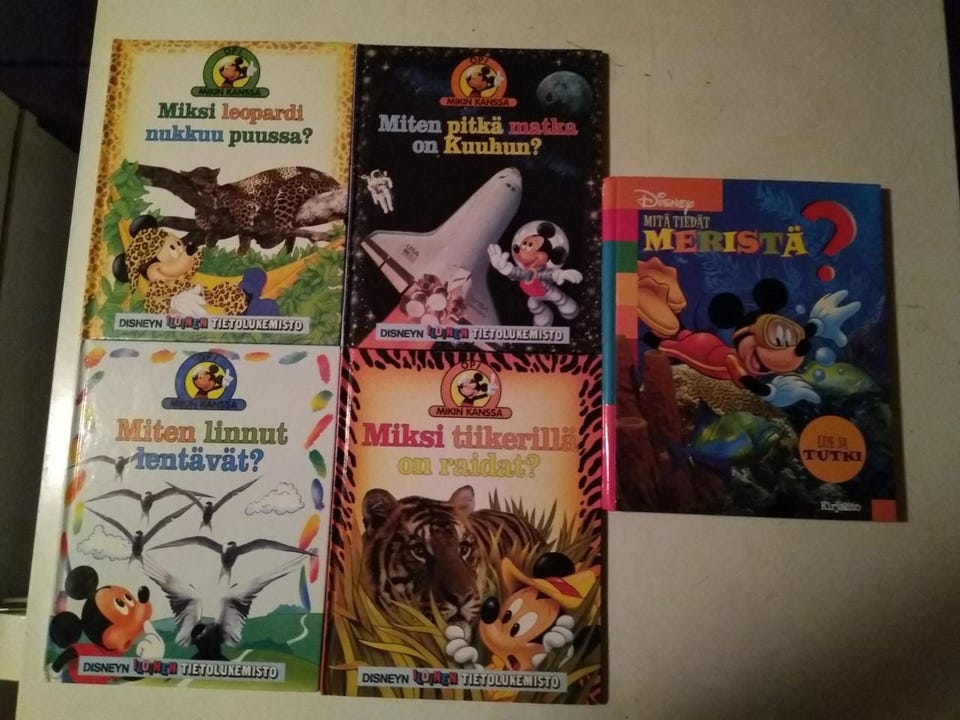 OPI
MIKIN KANSSA
Miksi leopardi
nukkuu puussa?
DISNEYN ILOINEN TIETOLUKEMISTO
OPI
MIKIN KANSSA
Miten pitkä matka
on Kuuhun?
USA
DISNEYN ILOINEN TIETOLUKEMISTO
OPI
MIKIN KANSSA
Miten linnut
lentävät?
DISNEYN ILOINEN TIETOLUKEMISTO
OPI
MIKIN KANSSA
Miksi tiikerillä
on raidat?
DISNEYN ILOINEN TIETOLUKEMISTO
DISNEY
MITÄ TIEDÄT
MERISTÄ?
LUE JA
TUTKI
Kirjalito